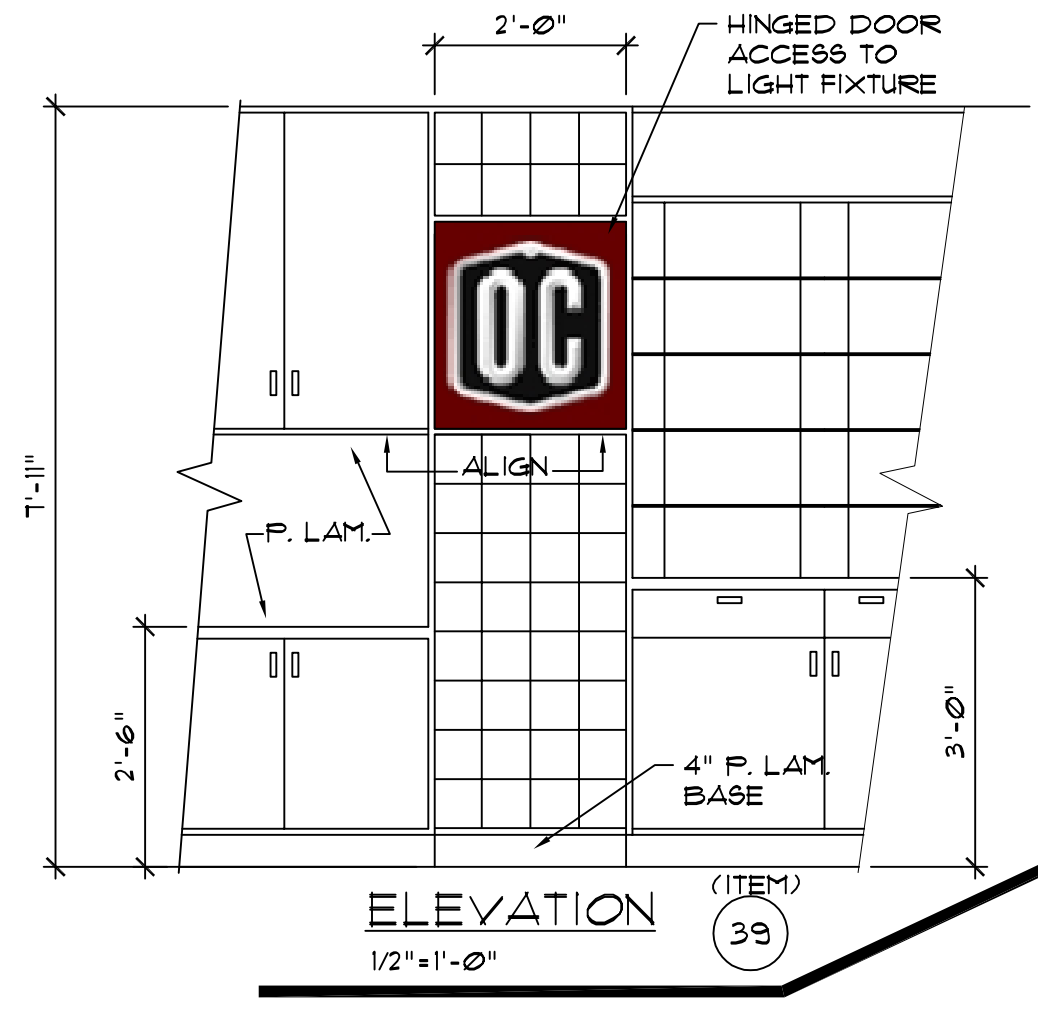 2'-0"
HINGED DOOR
ACCESS TO
LIGHT FIXTURE
OC
7'-11"
ALIGN
P. LAM.
2'-6"
3'-0"
4" P. LAM.
BASE
(ITEM)
39
ELEVATION
1/2"=1'-0"